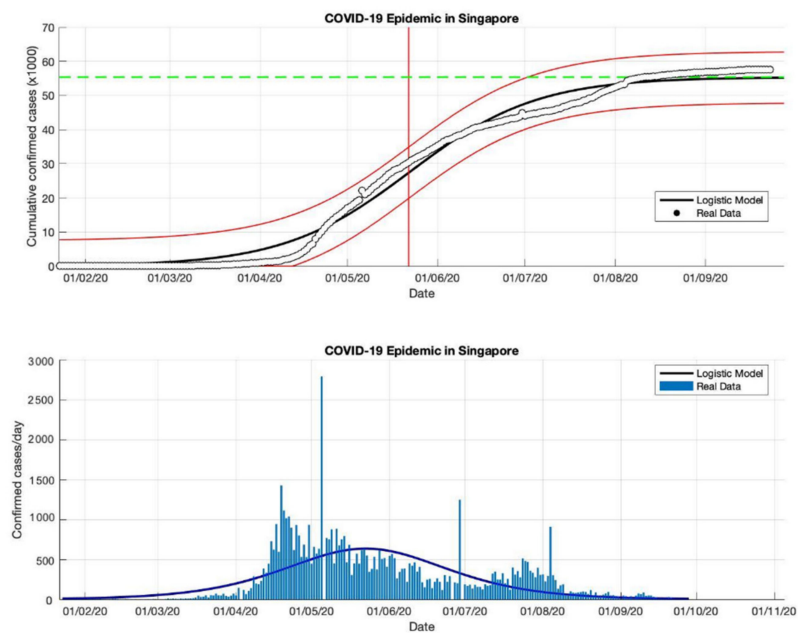 COVID-19 Epidemic in Singapore
70
60
50
40
30
20
10
0
Cumulative confirmed cases (x1000)
Logistic Model
Real Data
01/02/20 01/03/20 01/04/20 01/05/20 01/06/20 01/07/20 01/08/20 01/09/20
Date
COVID-19 Epidemic in Singapore
3000
2500
2000
1500
1000
500
0
Confirmed cases/day
Logistic Model
Real Data
01/02/20 01/03/20 01/04/20 01/05/20 01/06/20 01/07/20 01/08/20 01/09/20 01/10/20 01/11/20
Date